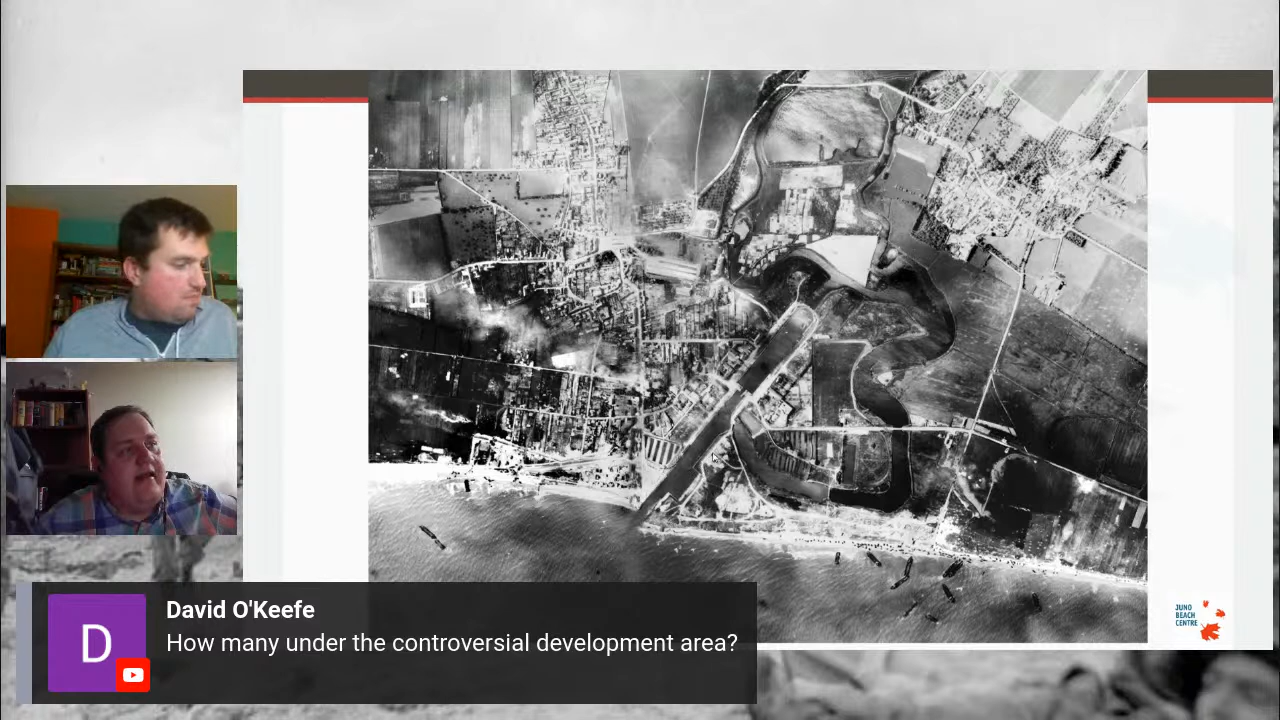 JUNO
BEACH
CENTRE
D
David O'Keefe
How many under the controversial development area?